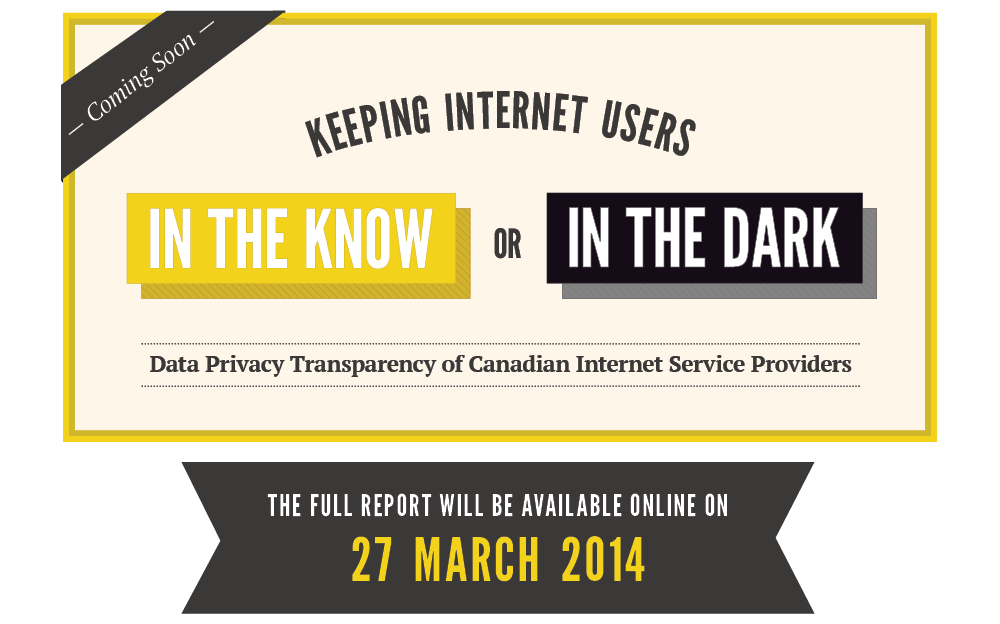 — Coming Soon —
KEEPING INTERNET USERS
IN THE KNOW OR IN THE DARK
Data Privacy Transparency of Canadian Internet Service Providers
THE FULL REPORT WILL BE AVAILABLE ONLINE ON
27 MARCH 2014